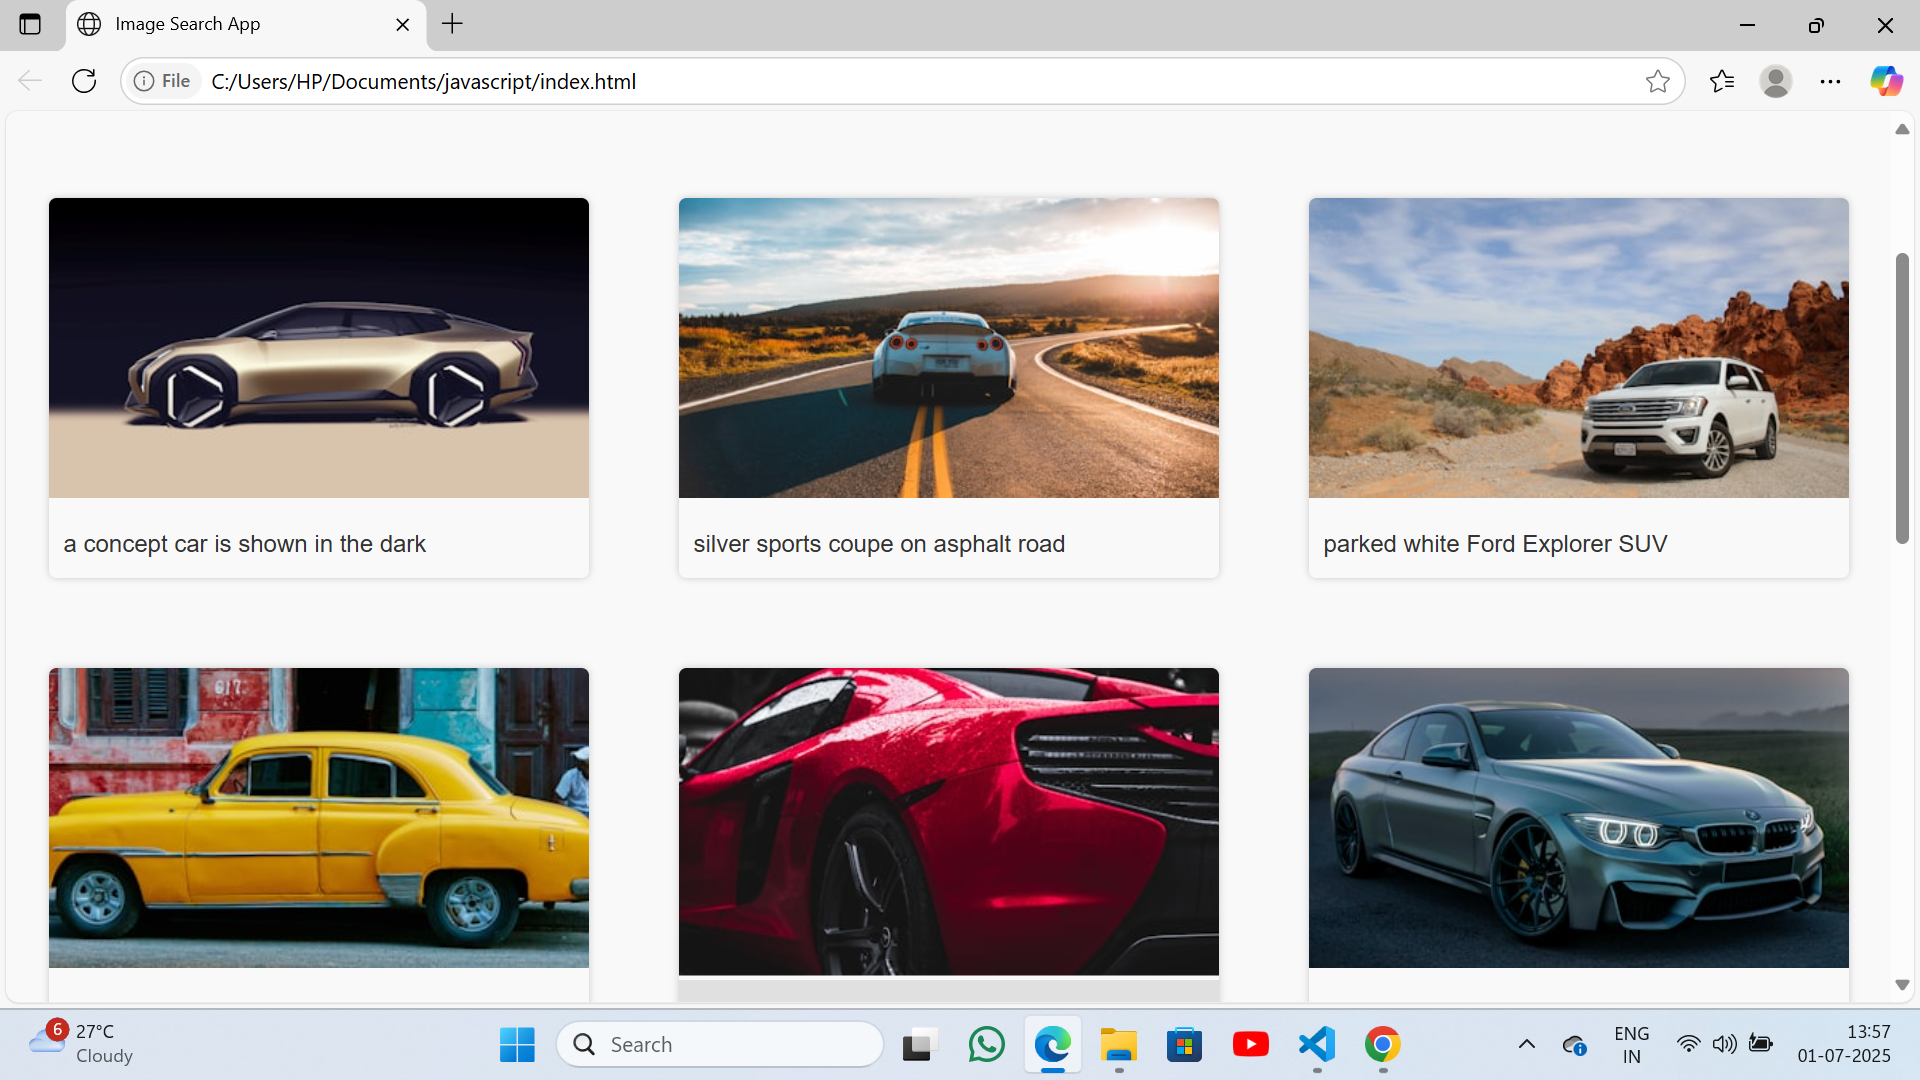 Image Search App
File C:/Users/HP/Documents/javascript/index.html
a concept car is shown in the dark
silver sports coupe on asphalt road
parked white Ford Explorer SUV
617
6
27°C
Cloudy
Search
ENG
IN
13:57
01-07-2025